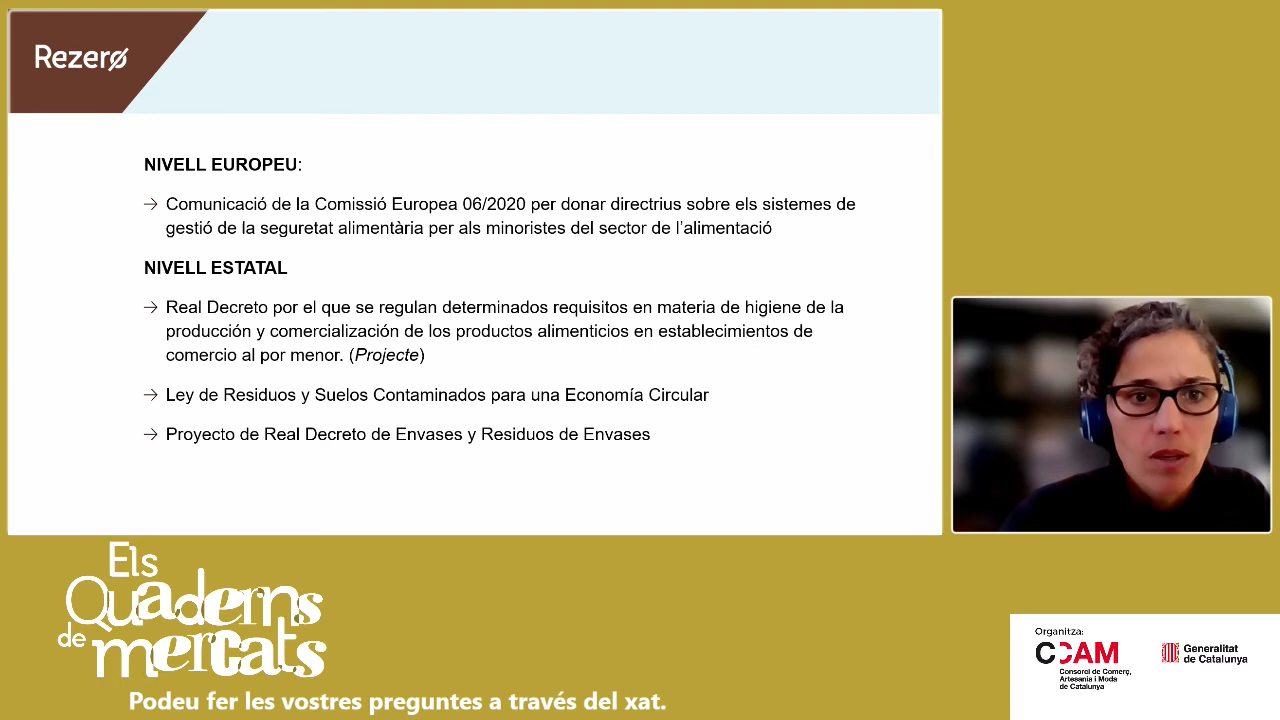 Rezero
NIVELL EUROPEU:
→ Comunicació de la Comissió Europea 06/2020 per donar directrius sobre els sistemes de
gestió de la seguretat alimentària per als minoristes del sector de l'alimentació
NIVELL ESTATAL
→ Real Decreto por el que se regulan determinados requisitos en materia de higiene de la
producción y comercialización de los productos alimenticios en establecimientos de
comercio al por menor. (Projecte)
→ Ley de Residuos y Suelos Contaminados para una Economía Circular
→ Proyecto de Real Decreto de Envases y Residuos de Envases
Els
Quaderns
de mercats
Podeu fer les vostres preguntes a través del xat.
Organitza:
CCAM
Consorci de Comerç,
Artesania i Moda
de Catalunya
Generalitat
de Catalunya